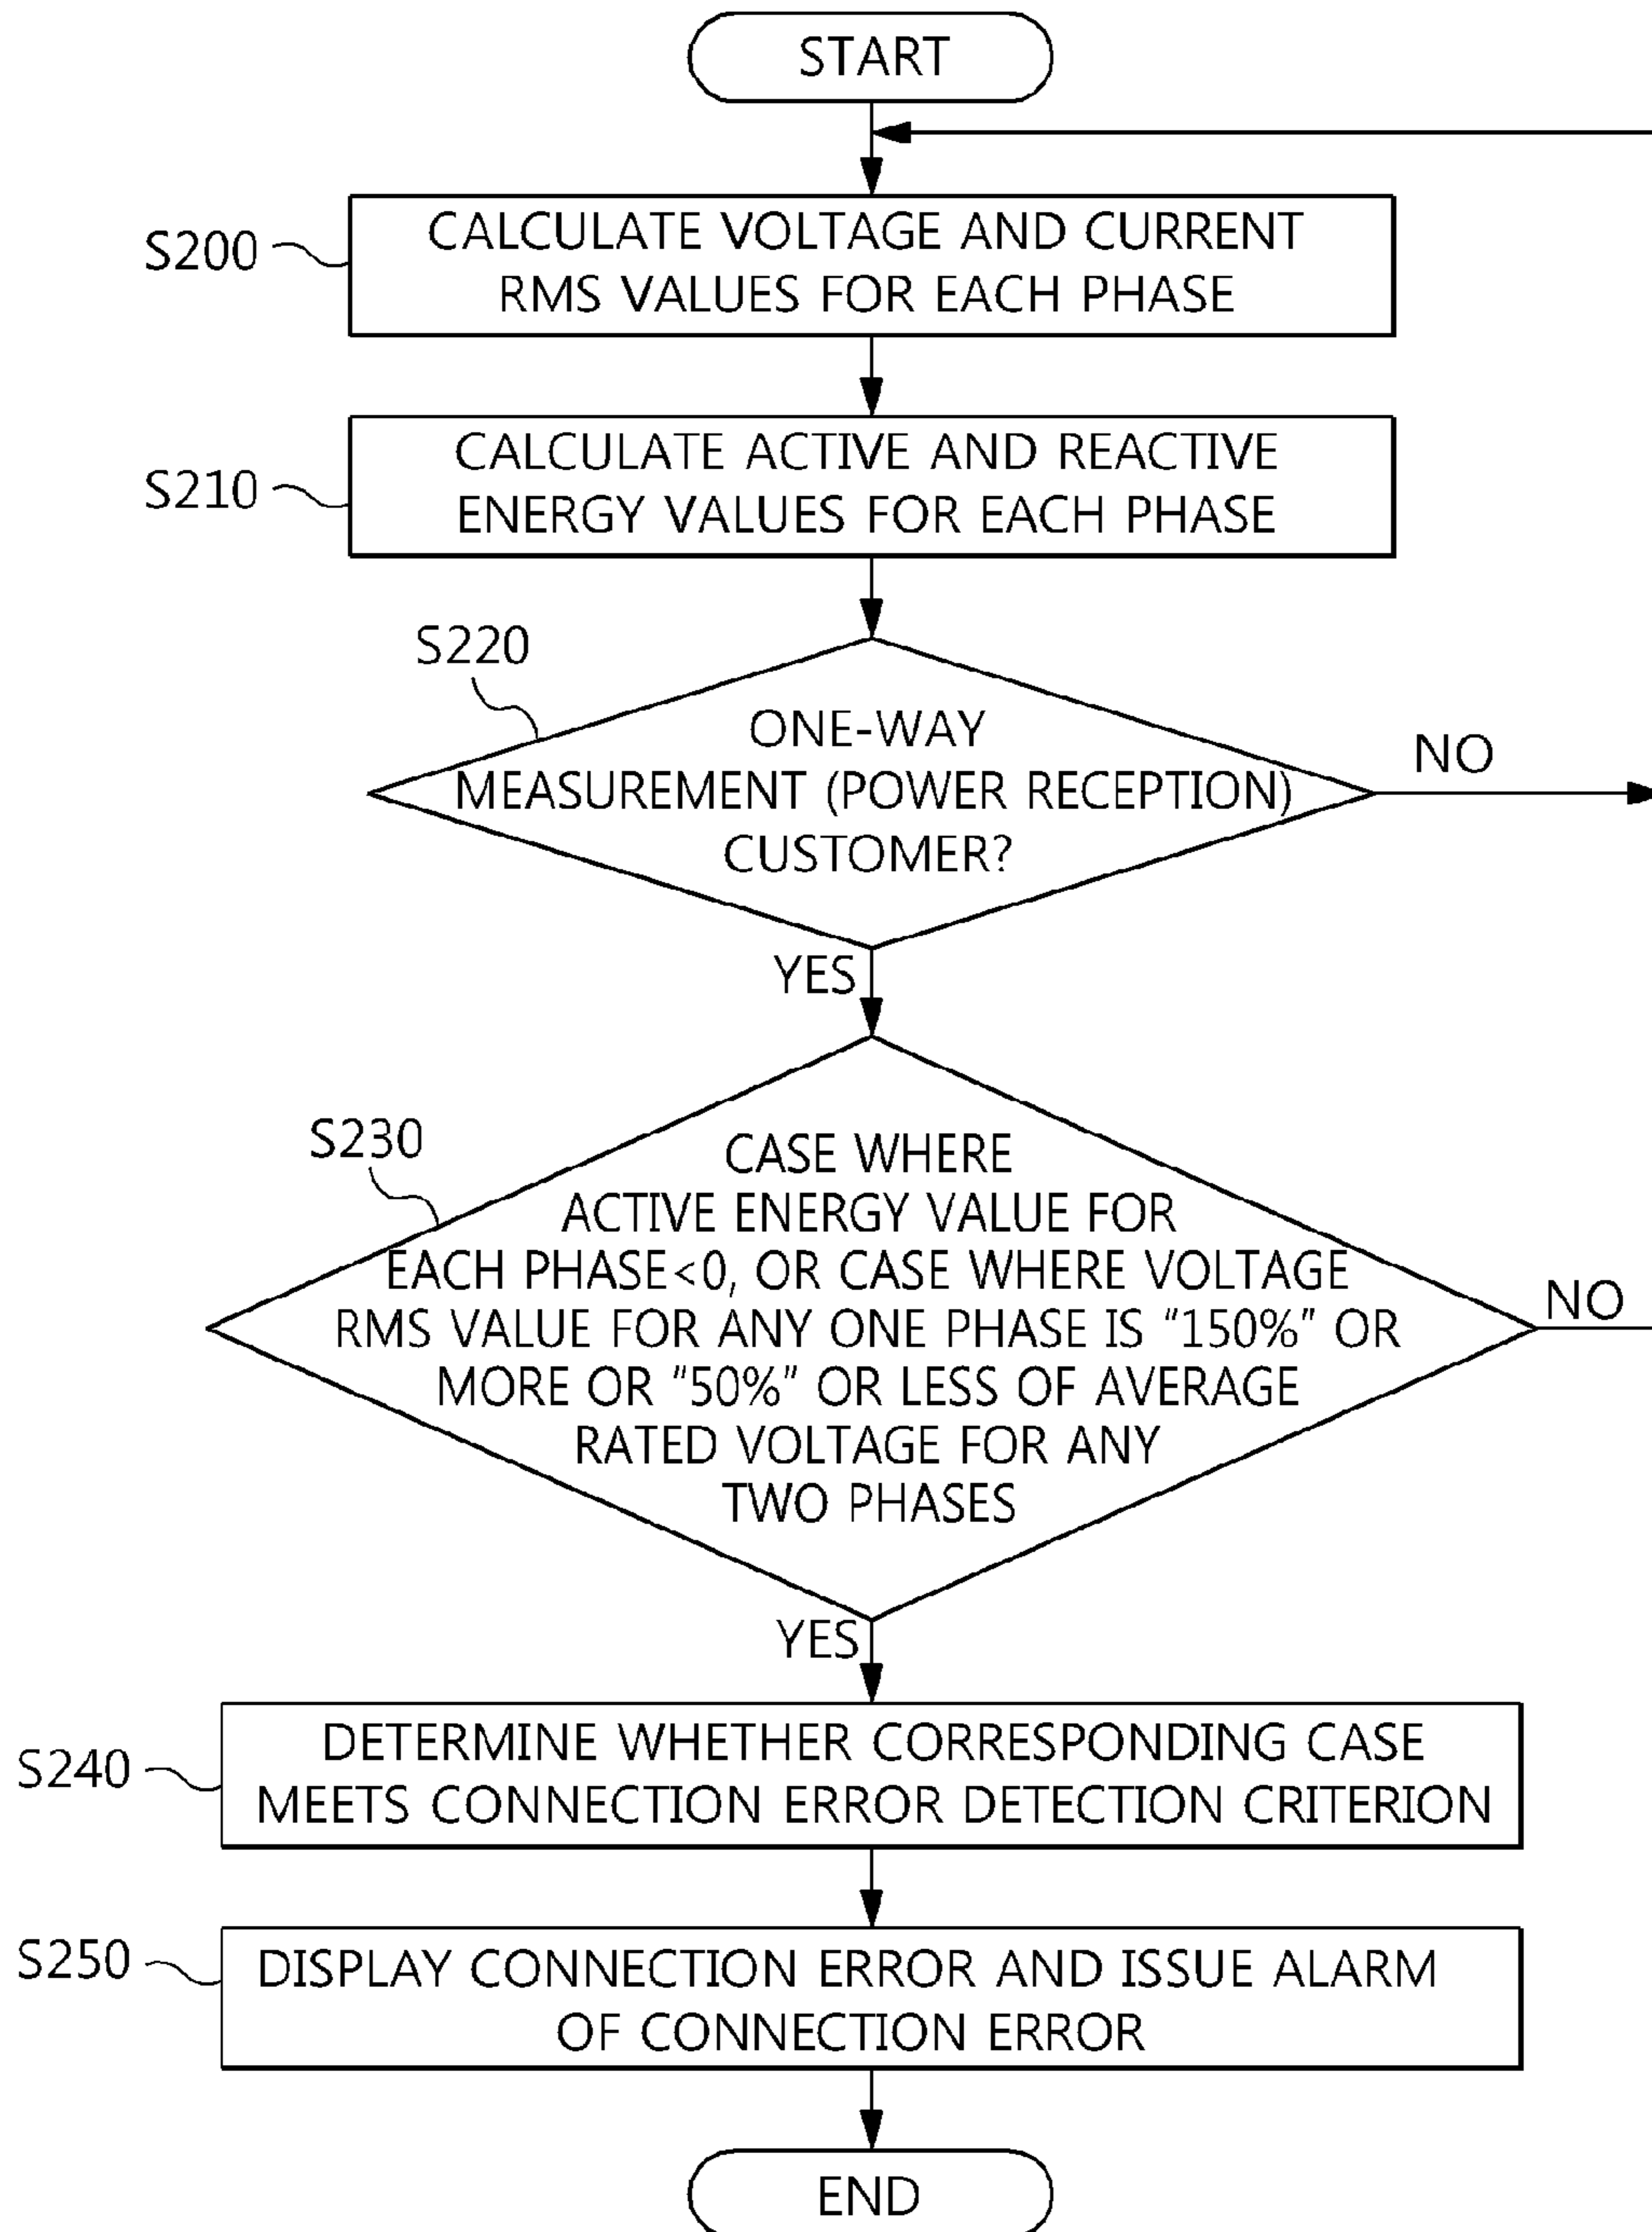 START
S200
CALCULATE VOLTAGE AND CURRENT
RMS VALUES FOR EACH PHASE
S210
CALCULATE ACTIVE AND REACTIVE
ENERGY VALUES FOR EACH PHASE
S220
ONE-WAY
MEASUREMENT (POWER RECEPTION)
CUSTOMER?
NO
YES
S230
CASE WHERE
ACTIVE ENERGY VALUE FOR
EACH PHASE<0, OR CASE WHERE VOLTAGE
RMS VALUE FOR ANY ONE PHASE IS "150%" OR
MORE OR "50%" OR LESS OF AVERAGE
RATED VOLTAGE FOR ANY
TWO PHASES
NO
YES
S240
DETERMINE WHETHER CORRESPONDING CASE
MEETS CONNECTION ERROR DETECTION CRITERION
S250
DISPLAY CONNECTION ERROR AND ISSUE ALARM
OF CONNECTION ERROR
END